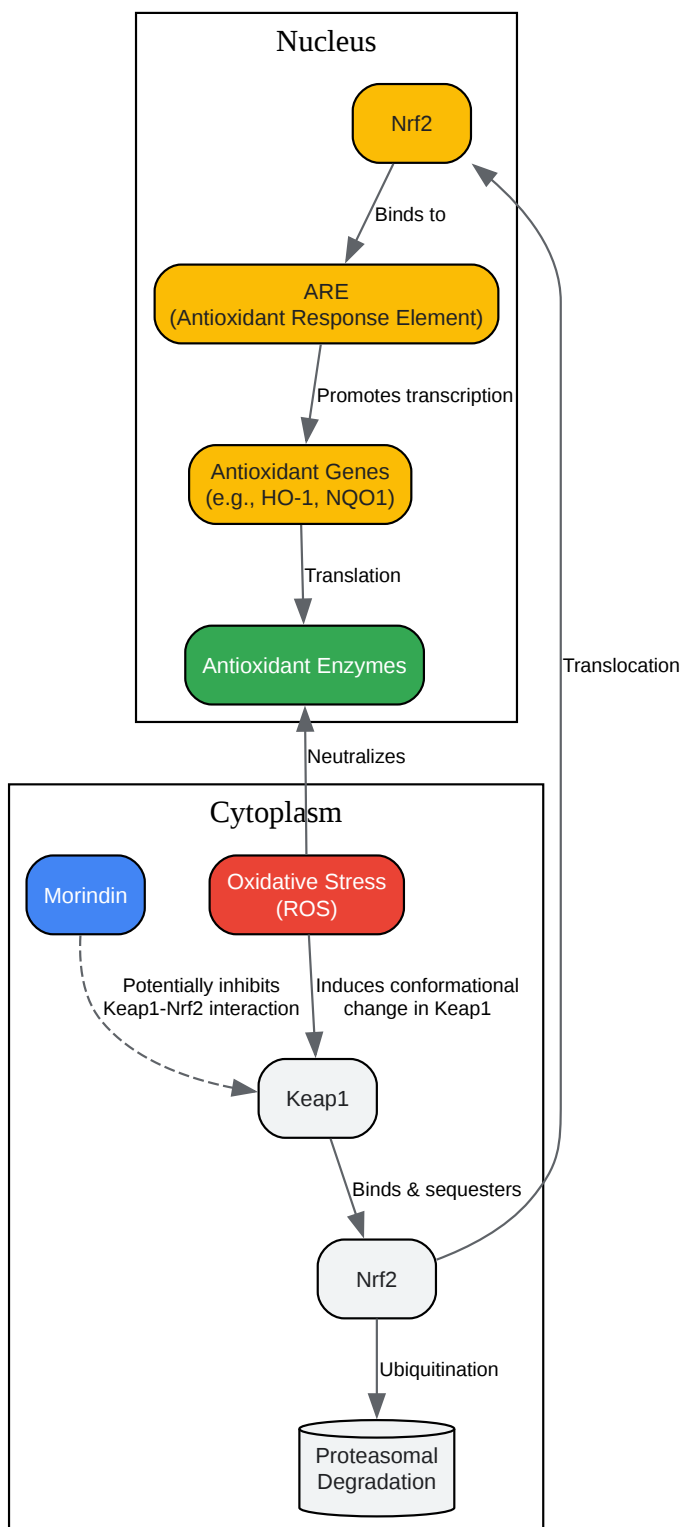 Nucleus
Nrf2
Binds to
ARE
(Antioxidant Response Element)
Promotes transcription
Antioxidant Genes
(e.g., HO-1, NQO1)
Translation
Antioxidant Enzymes
Translocation
Neutralizes
Cytoplasm
Morindin
Oxidative Stress
(ROS)
Potentially inhibits
Keap1-Nrf2 interaction
Induces conformational
change in Keap1
Keap1
Binds & sequesters
Nrf2
Ubiquitination
Proteasomal
Degradation